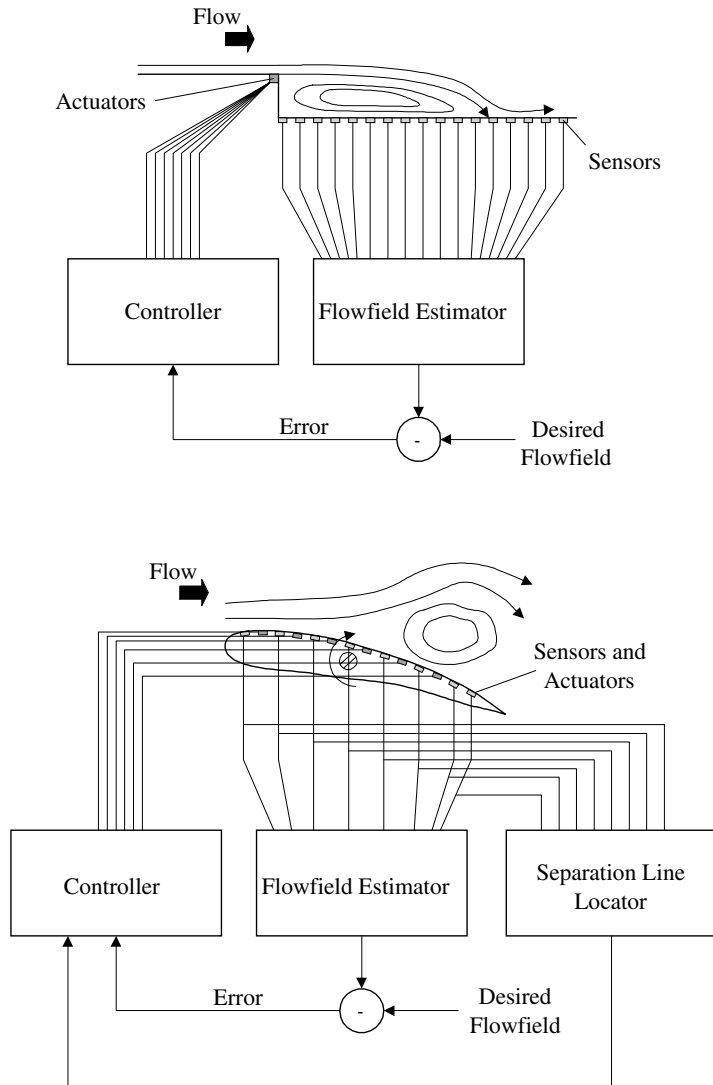 Flow
Actuators
Sensors
Controller
Flowfield Estimator
Error
-
Desired
Flowfield
Flow
Sensors and
Actuators
Controller
Flowfield Estimator
Separation Line
Locator
Error
-
Desired
Flowfield